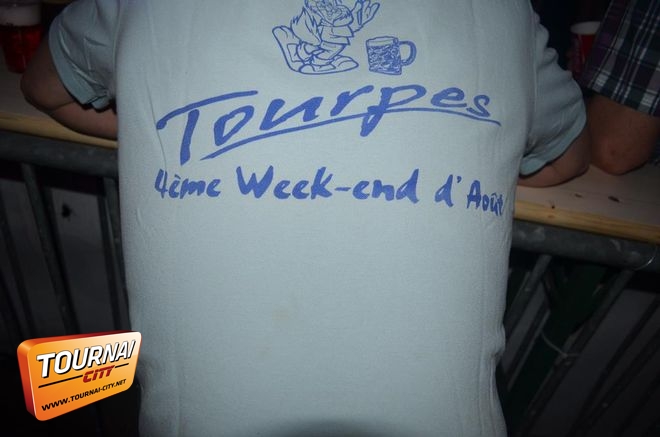 Tourpes
4ème Week-end d'Août
TOURNAI
CITY
WWW.TOURNAI-CITY.NET